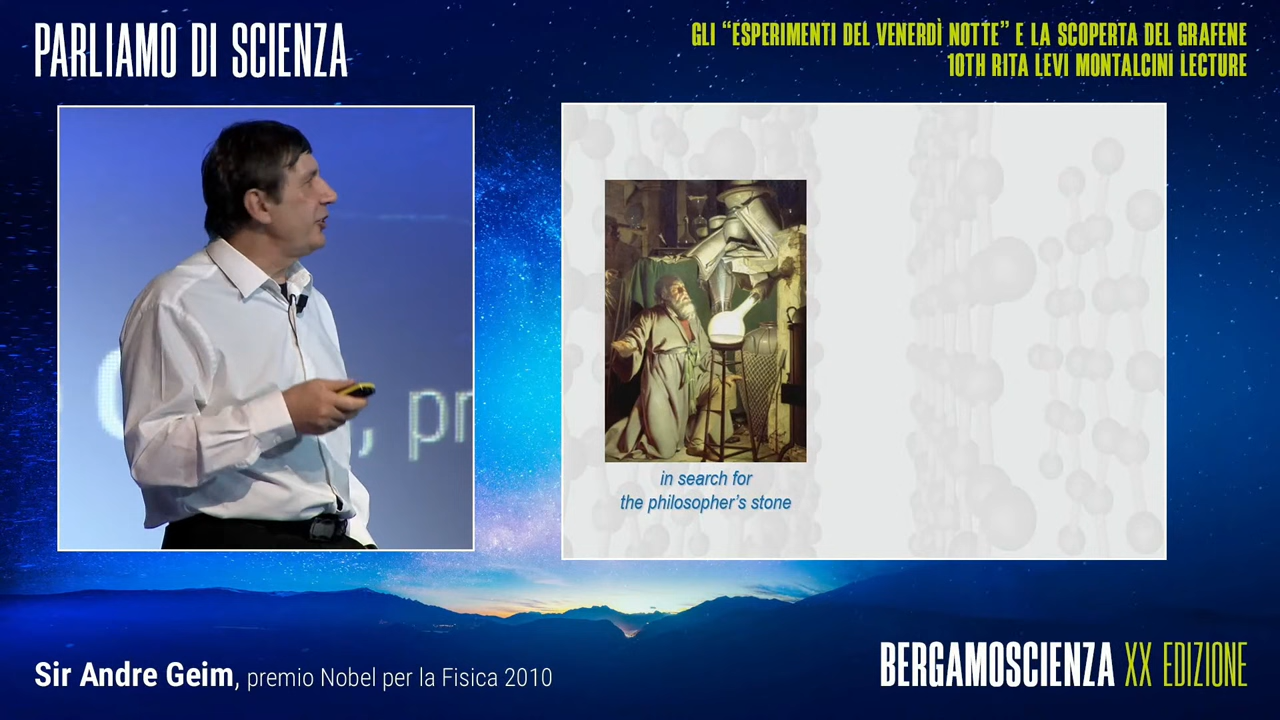 PARLIAMO DI SCIENZA
GLI “ESPERIMENTI DEL VENERDÌ NOTTE” E LA SCOPERTA DEL GRAFENE
10TH RITA LEVI MONTALCINI LECTURE
, pr
in search for
the philosopher’s stone
Sir Andre Geim, premio Nobel per la Fisica 2010
BERGAMOSCIENZA XX EDIZIONE